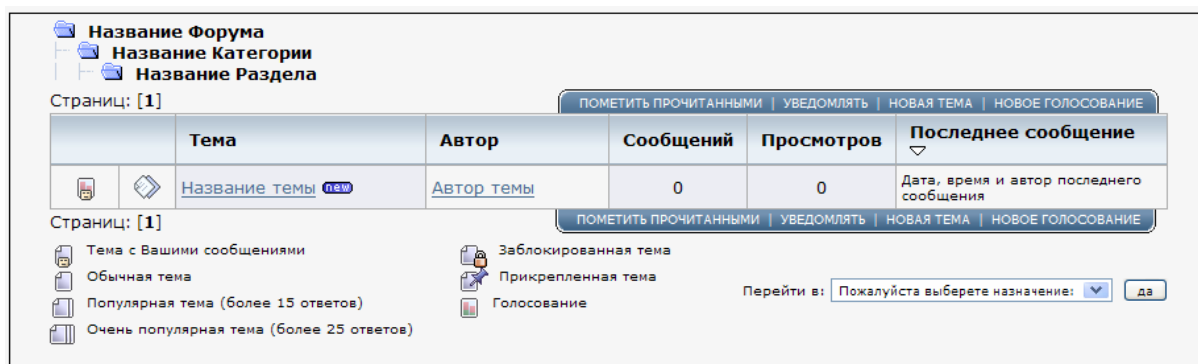 Название Форума
Название Категории
Название Раздела
Страниц: [1]
ПОМЕТИТЬ ПРОЧИТАННЫМИ | УВЕДОМЛЯТЬ | НОВАЯ ТЕМА | НОВОЕ ГОЛОСОВАНИЕ
Тема Автор Сообщений Просмотров Последнее сообщение
Название темы new Автор темы 0 0 Дата, время и автор последнего
сообщения
Страниц: [1]
ПОМЕТИТЬ ПРОЧИТАННЫМИ | УВЕДОМЛЯТЬ | НОВАЯ ТЕМА | НОВОЕ ГОЛОСОВАНИЕ
Тема с Вашими сообщениями
Обычная тема
Популярная тема (более 15 ответов)
Очень популярная тема (более 25 ответов)
Заблокированная тема
Прикрепленная тема
Голосование
Перейти в: Пожалуйста выберете назначение: да